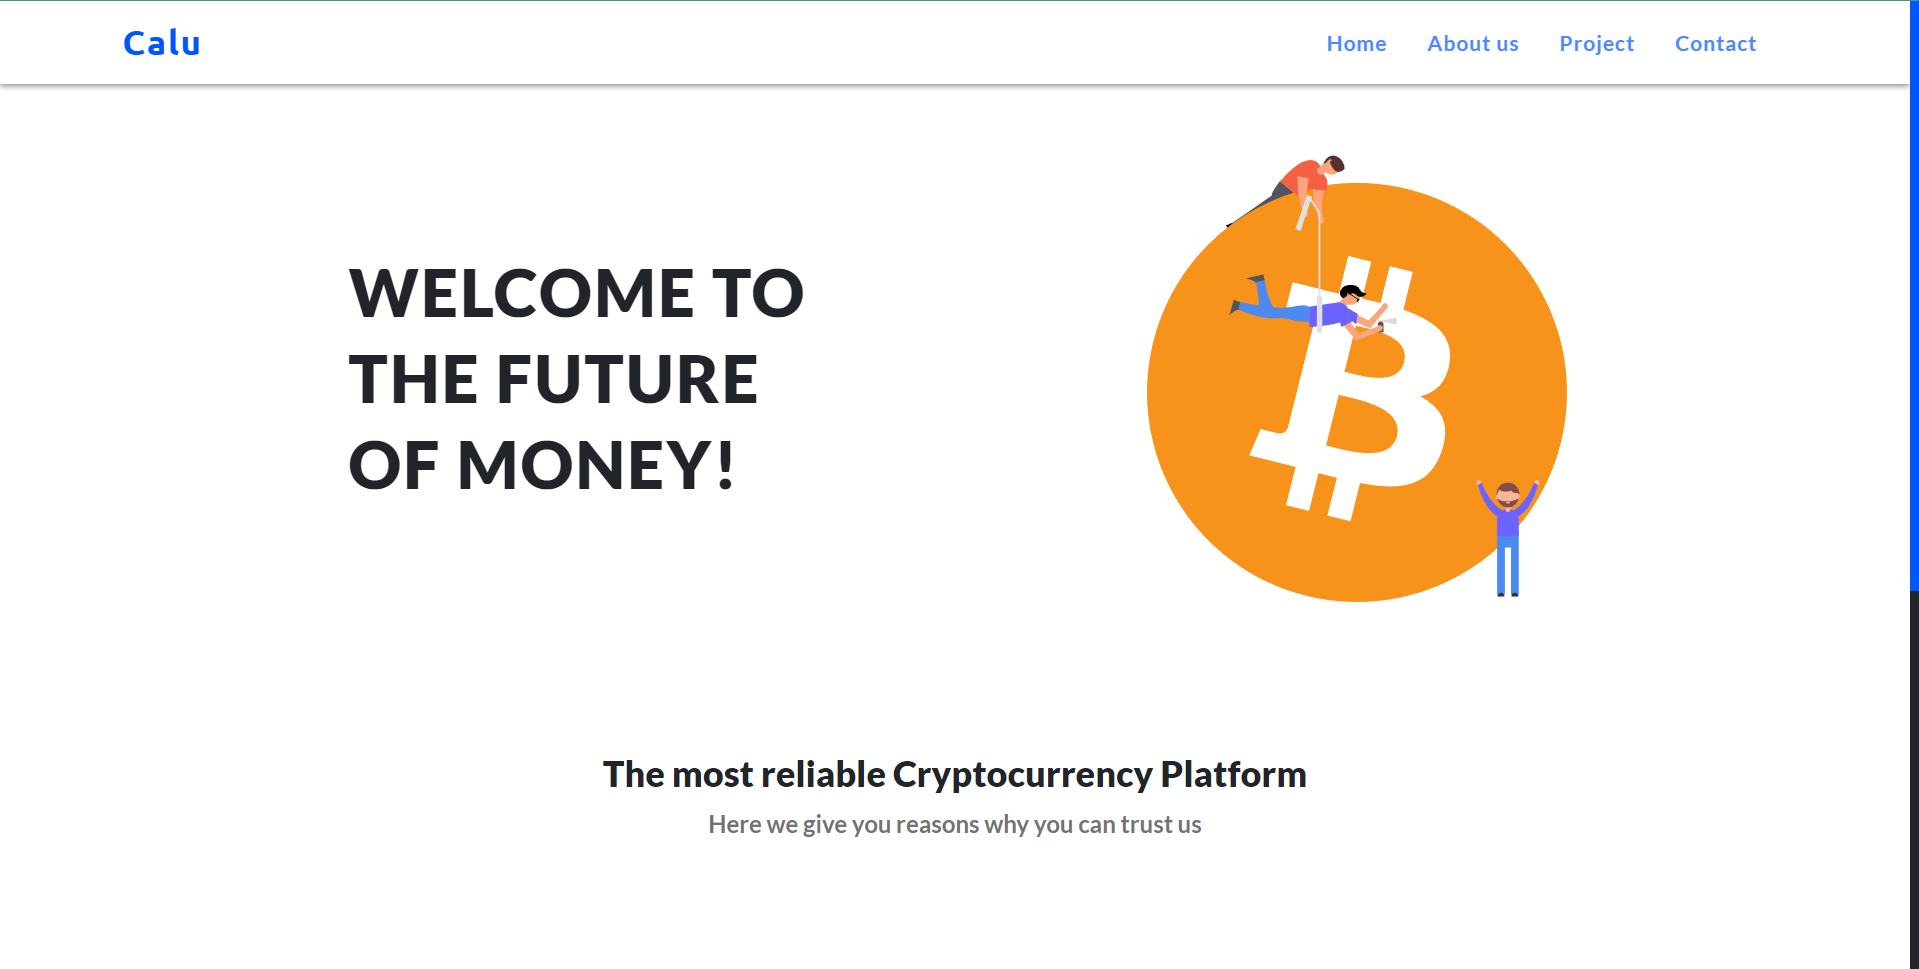 Calu
Home About us Project Contact
WELCOME TO
THE FUTURE
OF MONEY!
The most reliable Cryptocurrency Platform
Here we give you reasons why you can trust us